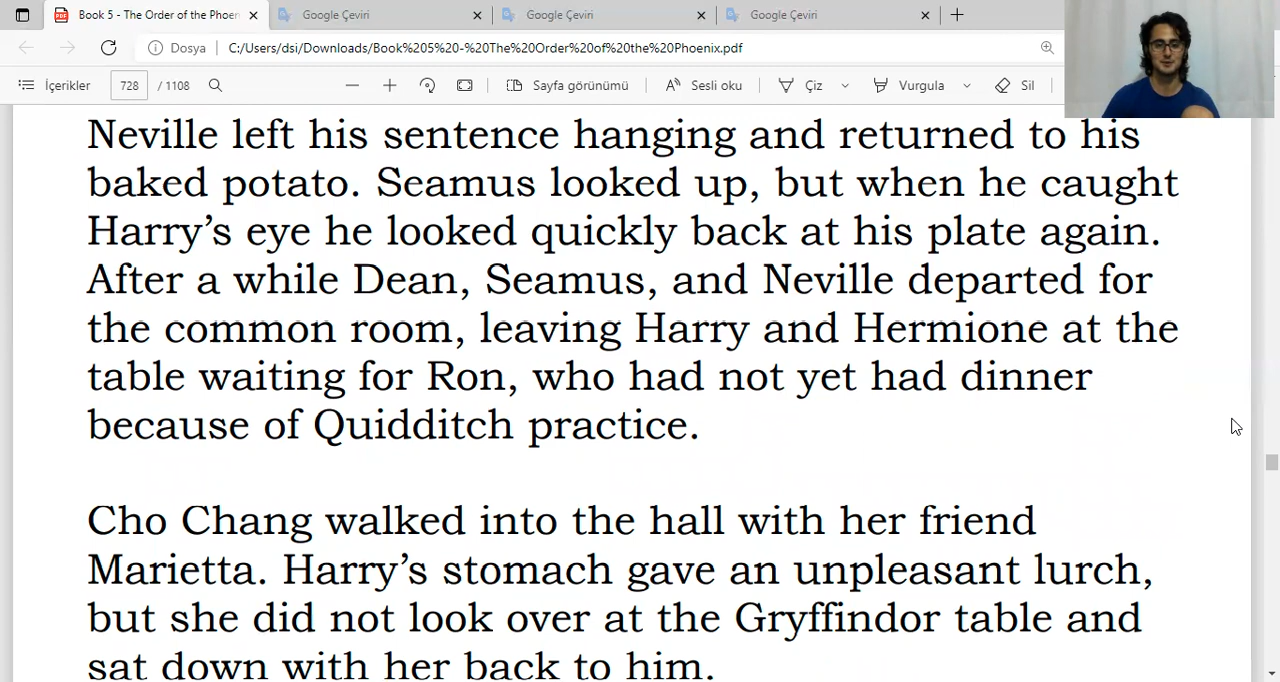 Book 5 - The Order of the Phoen
Google Çeviri
Google Çeviri
Google Çeviri
Dosya
C:/Users/dsi/Downloads/Book%205%20-%20The%20Order%20of%20the%20Phoenix.pdf
İçerikler
728 / 1108
Sayfa görünümü
Sesli oku
Çiz
Vurgula
Sil
Neville left his sentence hanging and returned to his
baked potato. Seamus looked up, but when he caught
Harry’s eye he looked quickly back at his plate again.
After a while Dean, Seamus, and Neville departed for
the common room, leaving Harry and Hermione at the
table waiting for Ron, who had not yet had dinner
because of Quidditch practice.
Cho Chang walked into the hall with her friend
Marietta. Harry’s stomach gave an unpleasant lurch,
but she did not look over at the Gryffindor table and
sat down with her back to him.